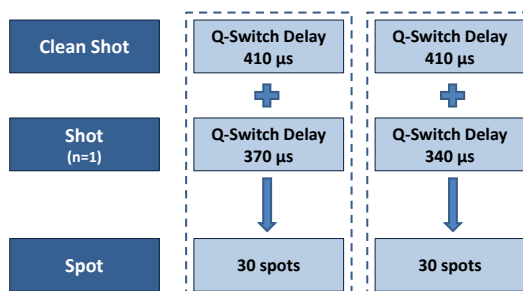 Clean Shot
Q-Switch Delay
410 µs
Q-Switch Delay
410 µs
Shot
(n=1)
Q-Switch Delay
370 µs
Q-Switch Delay
340 µs
Spot
30 spots
30 spots